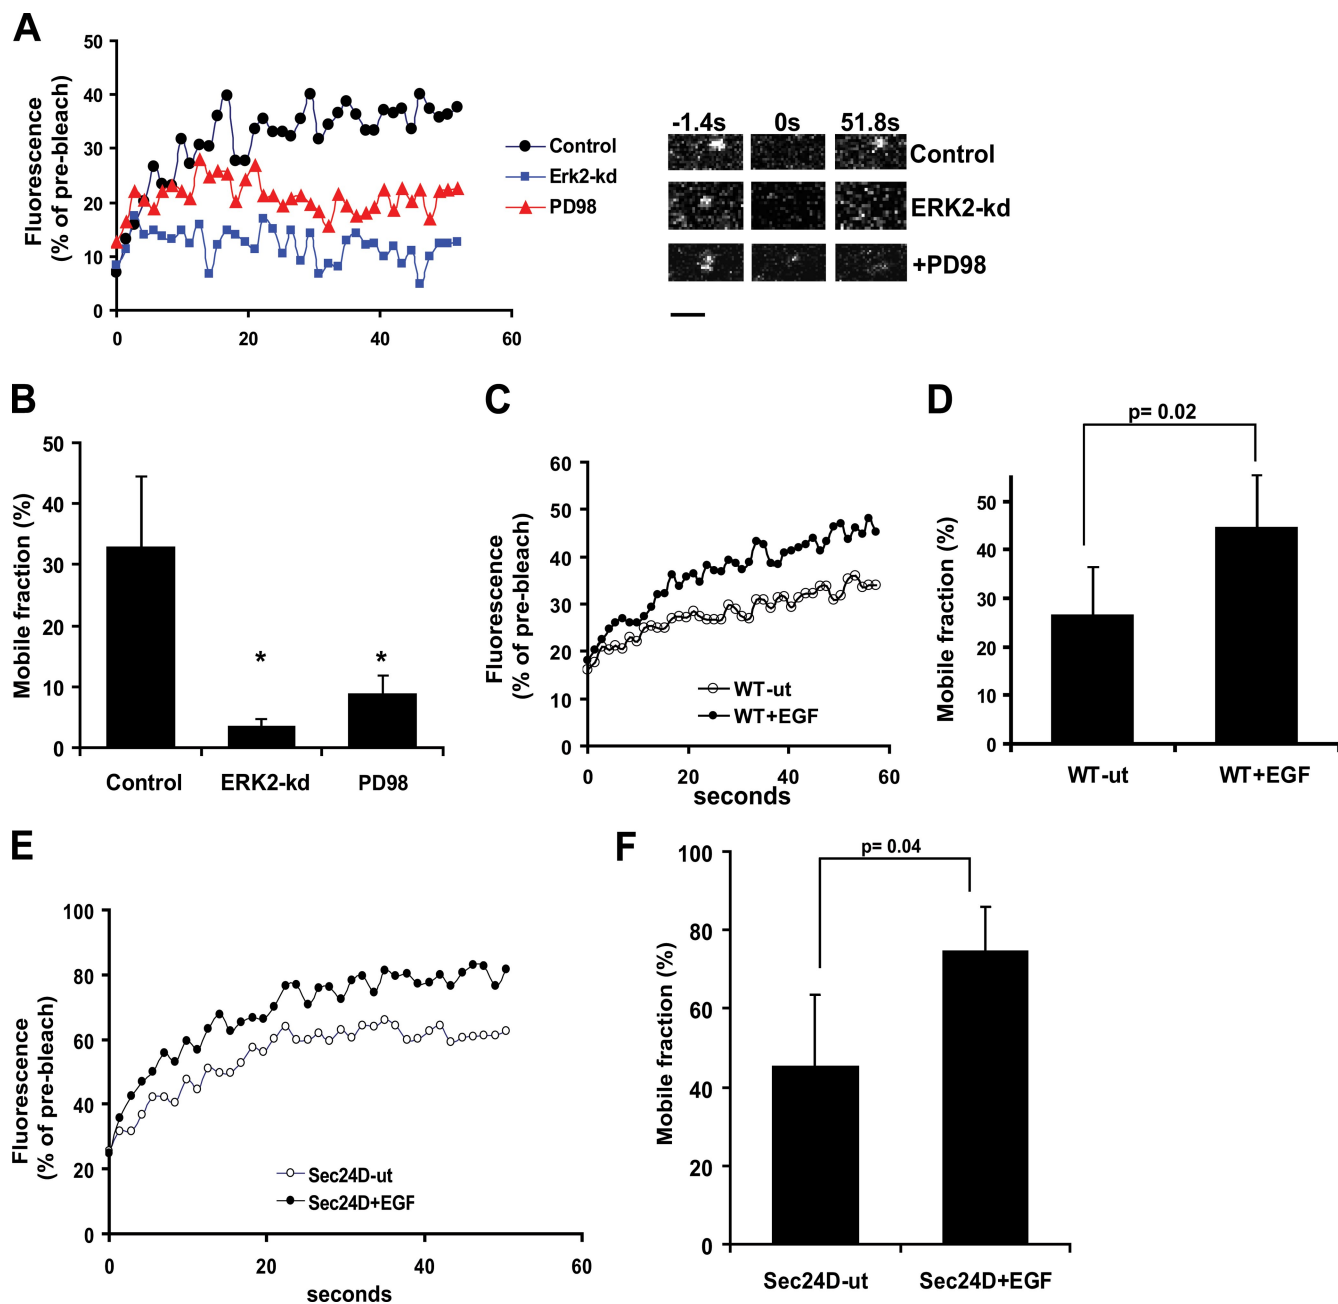 A
Fluorescence
(% of pre-bleach)
50
40
30
20
10
0
0
20
40
60
Control
Erk2-kd
PD98
-1.4s 0s 51.8s
Control
ERK2-kd
+PD98
B
Mobile fraction (%)
50
40
30
20
10
0
*
*
Control ERK2-kd PD98
C
Fluorescence
(% of pre-bleach)
60
50
40
30
20
10
0
WT-ut
WT+EGF
0 20 40 60
seconds
D
p= 0.02
Mobile fraction (%)
50
40
30
20
10
0
WT-ut WT+EGF
E
Fluorescence
(% of pre-bleach)
100
80
60
40
20
0
Sec24D-ut
Sec24D+EGF
0 20 40 60
seconds
F
p= 0.04
Mobile fraction (%)
100
80
60
40
20
0
Sec24D-ut Sec24D+EGF